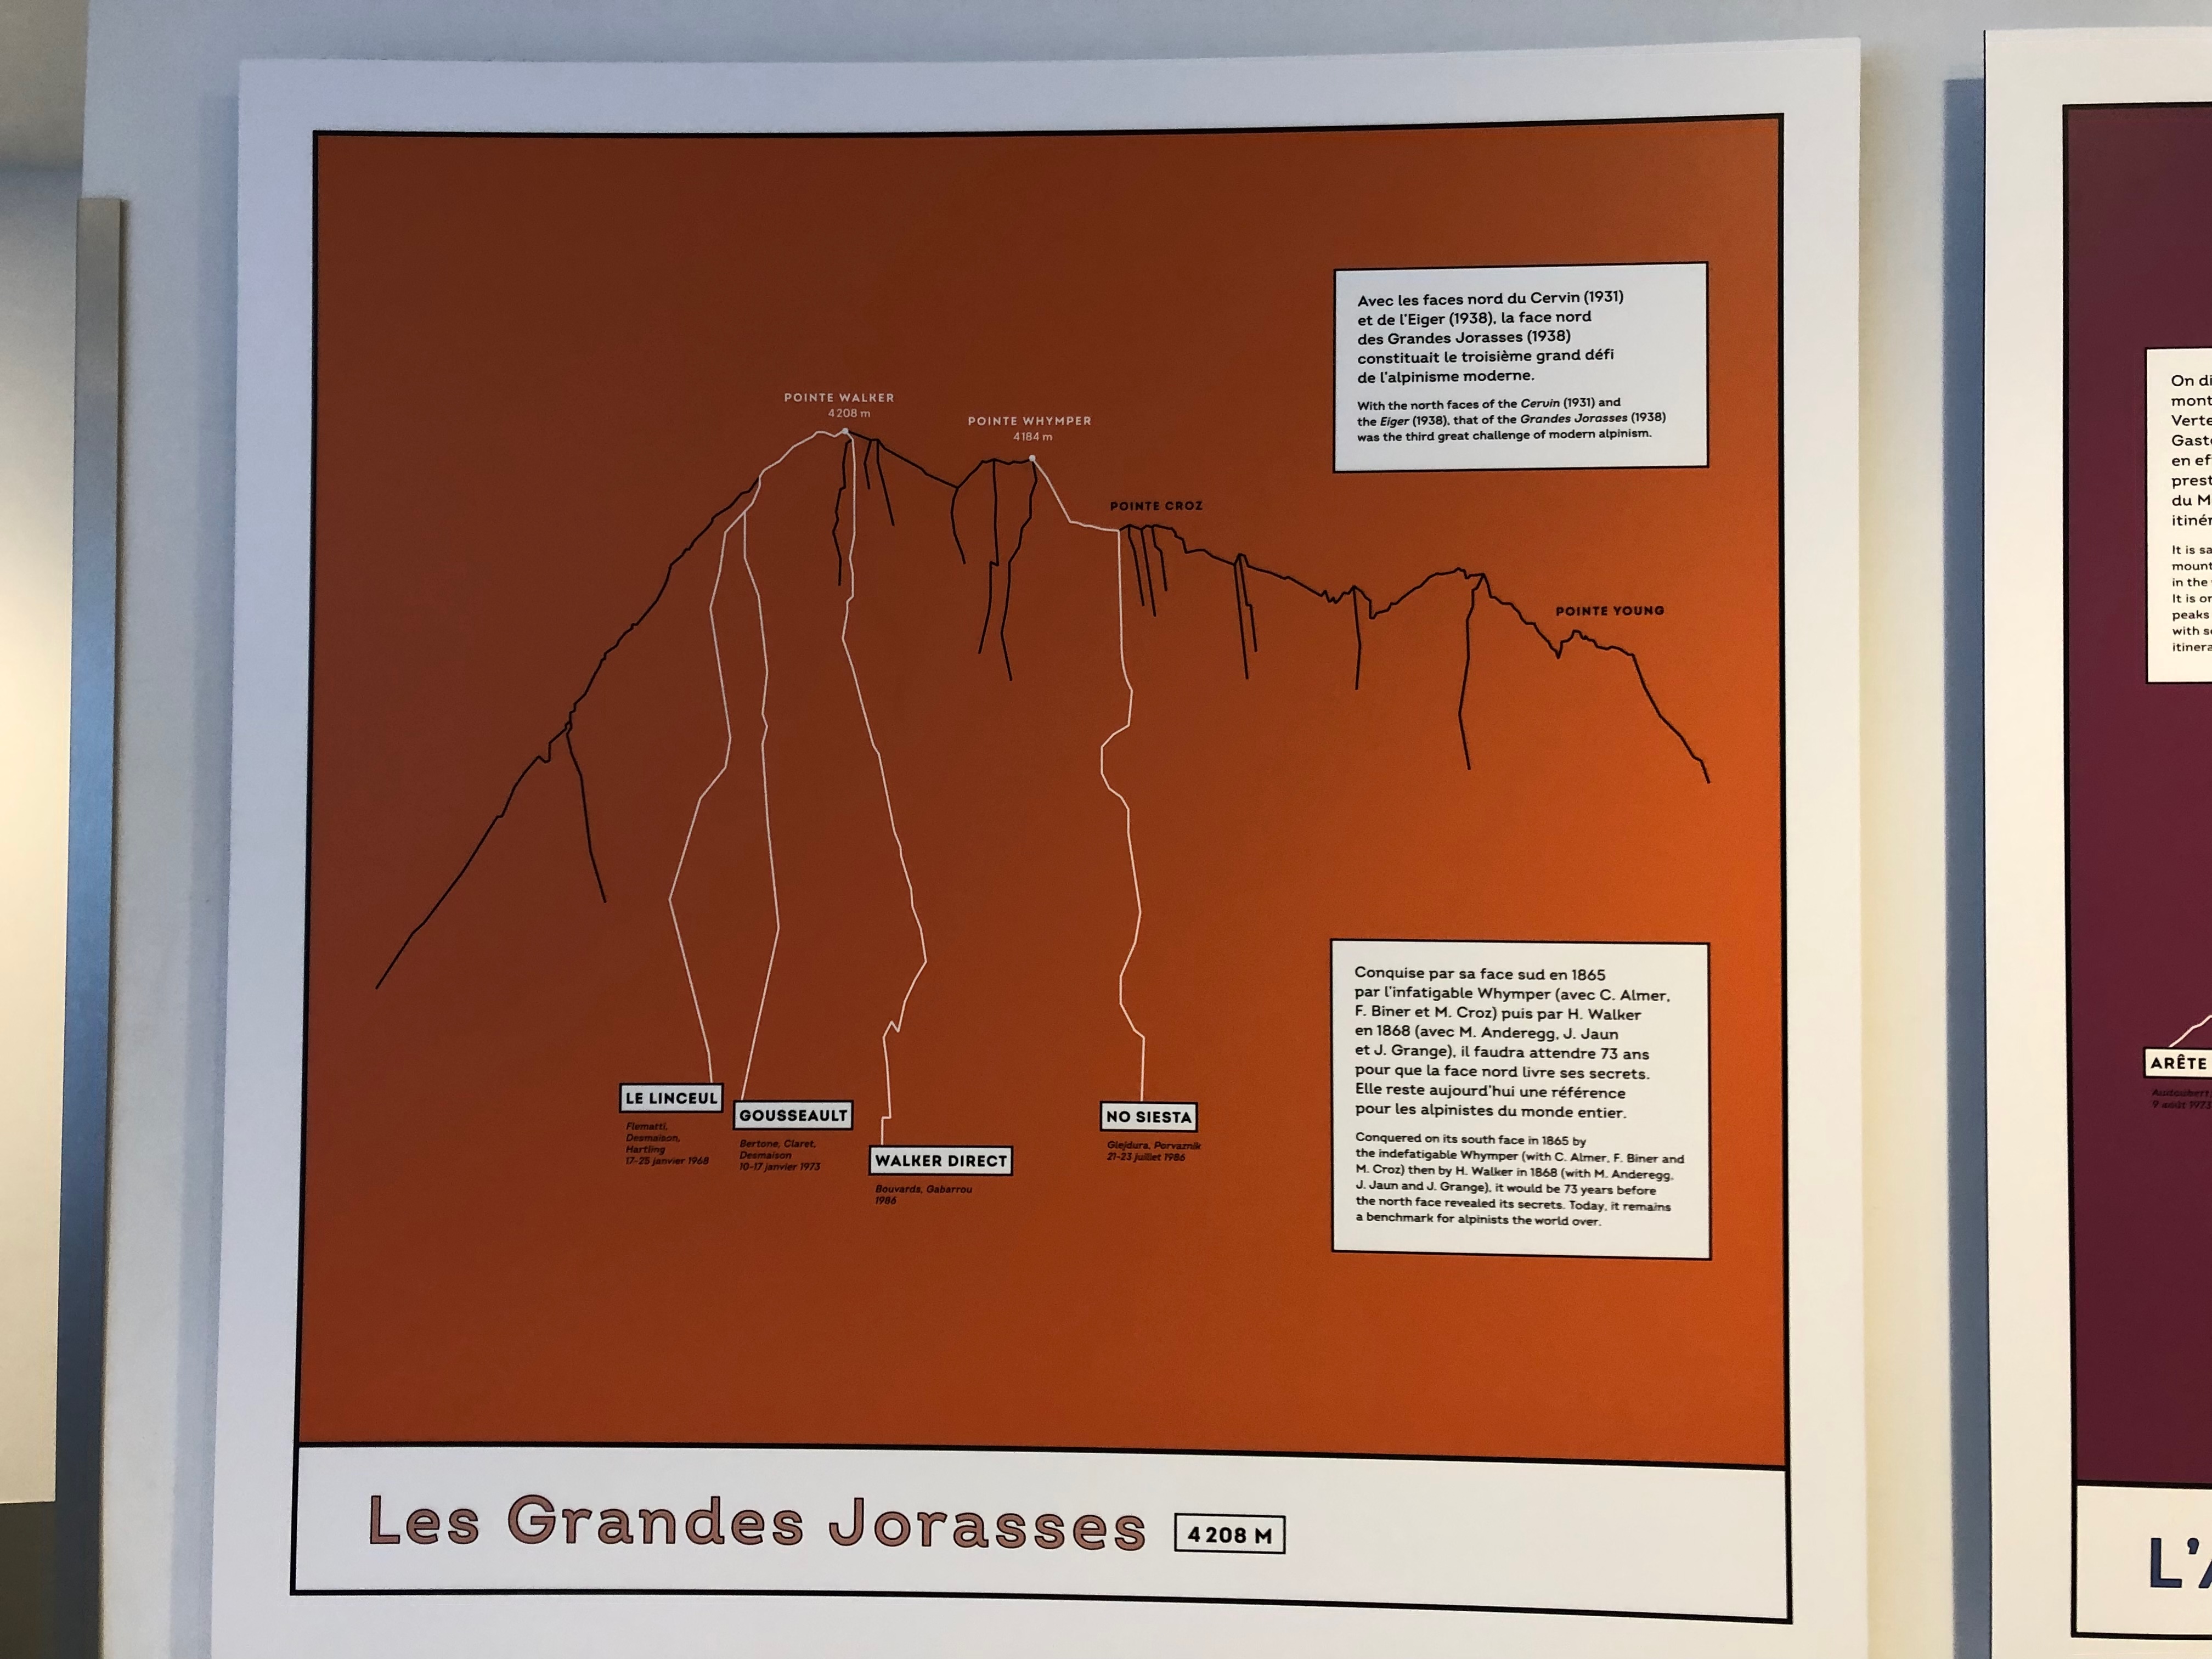 POINTE WALKER
4 208 m
POINTE WHYMPER
4 184 m
POINTE CROZ
POINTE YOUNG
Avec les faces nord du Cervin (1931)
et de l'Eiger (1938), la face nord
des Grandes Jorasses (1938)
constituait le troisième grand défi
de l'alpinisme moderne.
With the north faces of the Cervin (1931) and
the Eiger (1938), that of the Grandes Jorasses (1938)
was the third great challenge of modern alpinism.
Conquise par sa face sud en 1865
par l'infatigable Whymper (avec C. Almer,
F. Biner et M. Croz) puis par H. Walker
en 1868 (avec M. Anderegg, J. Jaun
et J. Grange), il faudra attendre 73 ans
pour que la face nord livre ses secrets.
Elle reste aujourd'hui une référence
pour les alpinistes du monde entier.
Conquered on its south face in 1865 by
the indefatigable Whymper (with C. Almer, F. Biner and
M. Croz) then by H. Walker in 1868 (with M. Anderegg,
J. Jaun and J. Grange), it would be 73 years before
the north face revealed its secrets. Today, it remains
a benchmark for alpinists the world over.
LE LINCEUL
Flematti,
Desmaison,
Hartling
17-25 janvier 1968
GOUSSEAULT
Bertone, Claret,
Desmaison
10-17 janvier 1973
WALKER DIRECT
Bouvards, Gabarrou
1986
NO SIESTA
Glejdura, Porvaznik
21-23 juillet 1986
Les Grandes Jorasses 4 208 M
On di
mont
Verte
Gast
en ef
prest
du M
itinér
It is sa
mount
in the
It is or
peaks
with s
itinera
ARÊTE
9 août 1973
L'